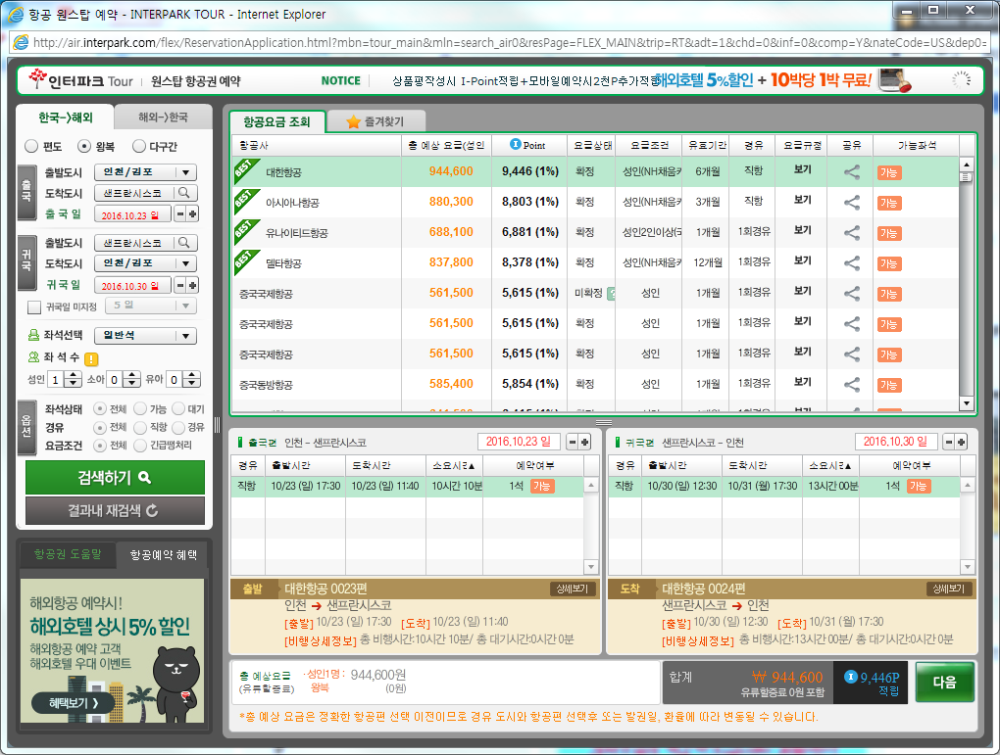 항공 원스탑 예약 - INTERPARK TOUR - Internet Explorer
http://air.interpark.com/flex/ReservationApplication.html?mbn=tour_main&mln=search_air0&resPage=FLEX_MAIN&trip=RT&adt=1&chd=0&inf=0&comp=Y&nateCode=US&dep0=
인터파크 Tour 원스탑 항공권 예약 NOTICE 상품평작성시 I-Point적립+모바일예약시2천P추가적립 해외호텔 5%할인 + 10박당 1박 무료!
한국->해외 해외->한국
편도 왕복 다구간
출국
출발도시 인천/김포
도착도시 샌프란시스코
출국일 2016.10.23 일
귀국
출발도시 샌프란시스코
도착도시 인천/김포
귀국일 2016.10.30 일
귀국일 미지정 5 일
좌석선택 일반석
좌석수 !
성인 1 소아 0 유아 0
옵션
좌석상태 전체 가능 대기
경유 전체 직항 경유
요금조건 전체 긴급땡처리
검색하기
결과내 재검색
항공권 도움말 항공예약 혜택
해외항공 예약시!
해외호텔 상시 5% 할인
해외항공 예약 고객
해외호텔 우대 이벤트
혜택보기
항공요금 조회 즐겨찾기
항공사 총 예상 요금(성인 Point 요금상태 요금조건 유효기간 경유 요금규정 공유 가능좌석
BEST 대한항공 944,600 9,446 (1%) 확정 성인(NH채움카 6개월 직항 보기 가능
BEST 아시아나항공 880,300 8,803 (1%) 확정 성인(NH채움카 3개월 직항 보기 가능
BEST 유나이티드항공 688,100 6,881 (1%) 확정 성인2인이상(국 1개월 1회경유 보기 가능
BEST 델타항공 837,800 8,378 (1%) 확정 성인(NH채움카 12개월 1회경유 보기 가능
중국국제항공 561,500 5,615 (1%) 미확정 ? 성인 1개월 1회경유 보기 가능
중국국제항공 561,500 5,615 (1%) 확정 성인 1개월 1회경유 보기 가능
중국국제항공 561,500 5,615 (1%) 확정 성인 1개월 1회경유 보기 가능
중국동방항공 585,400 5,854 (1%) 확정 성인 1개월 1회경유 보기 가능
출국편 인천 - 샌프란시스코 2016.10.23 일
경유 출발시간 도착시간 소요시▲ 예약여부
직항 10/23 (일) 17:30 10/23 (일) 11:40 10시간 10분 1석 가능
출발 대한항공 0023편 상세보기
인천 → 샌프란시스코
[출발] 10/23 (일) 17:30 [도착] 10/23 (일) 11:40
[비행상세정보] 총 비행시간:10시간 10분/ 총 대기시간:0시간 0분
귀국편 샌프란시스코 - 인천 2016.10.30 일
경유 출발시간 도착시간 소요시▲ 예약여부
직항 10/30 (일) 12:30 10/31 (월) 17:30 13시간 00분 1석 가능
도착 대한항공 0024편 상세보기
샌프란시스코 → 인천
[출발] 10/30 (일) 12:30 [도착] 10/31 (월) 17:30
[비행상세정보] 총 비행시간:13시간 00분/ 총 대기시간:0시간 0분
총 예상요금 ·성인1명 : 944,600원
(유류할증료) 왕복 (0원)
합계 ₩ 944,600
유류할증료 0원 포함
9,446P
적립
다음
*총 예상 요금은 정확한 항공편 선택 이전이므로 경유 도시와 항공편 선택후 또는 발권일, 환율에 따라 변동될 수 있습니다.